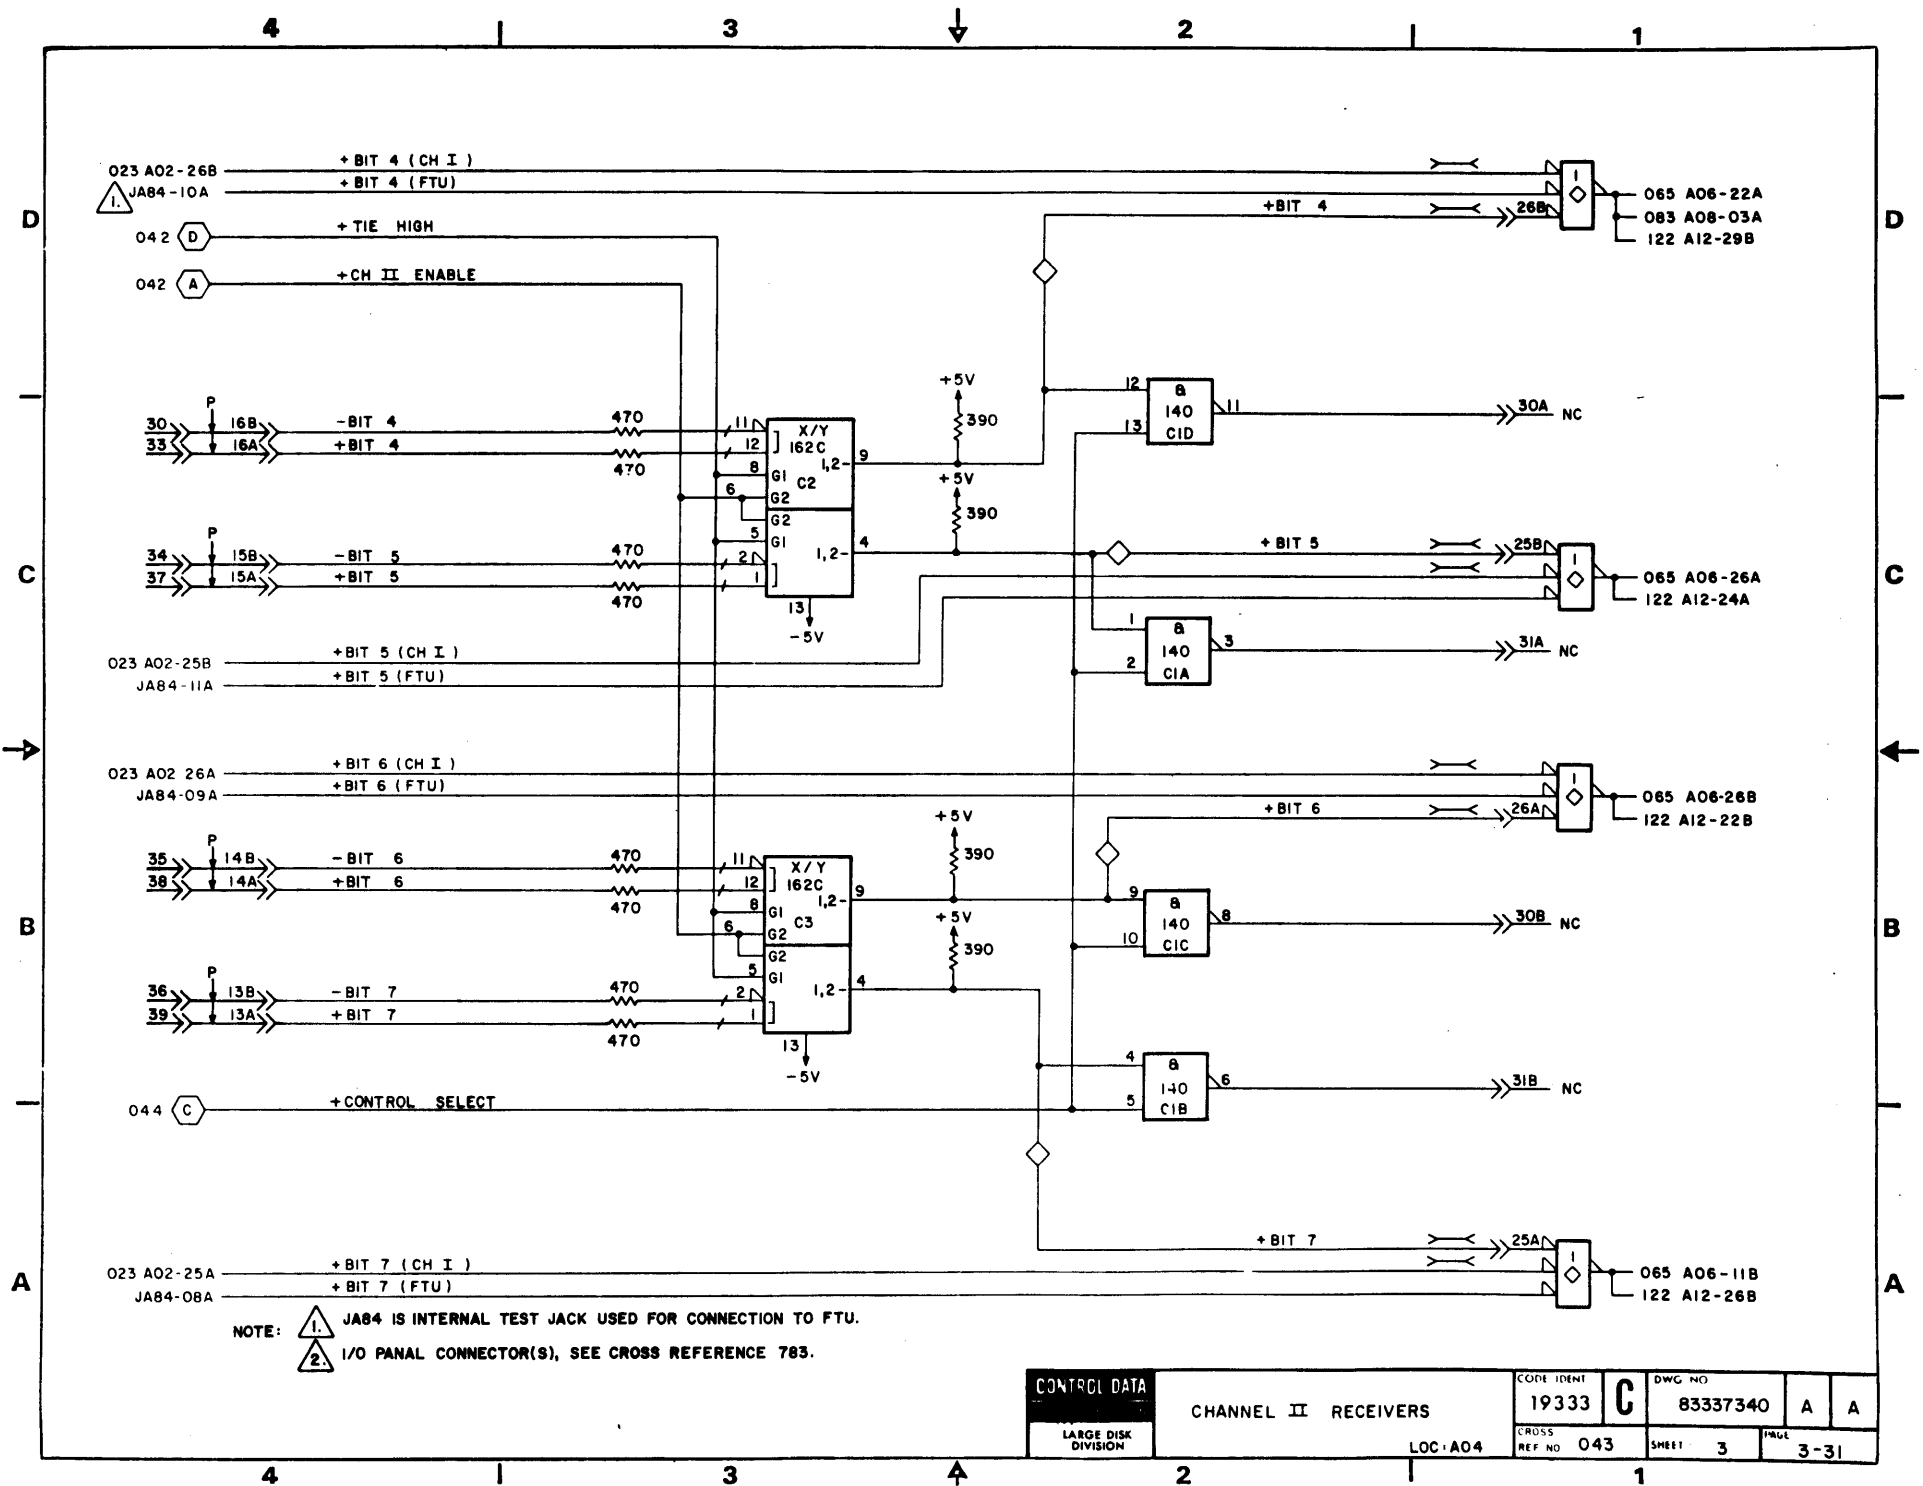 4 3 2 1
D
C
B
A
023 A02-26B +BIT 4 (CH I)
1. JA84-10A +BIT 4 (FTU)
+BIT 4 26B
1
065 A06-22A
083 A08-03A
122 A12-29B
042 D +TIE HIGH
042 A +CH II ENABLE
P
30 16B -BIT 4 470 11
33 16A +BIT 4 470 12
X/Y
162C
C2
8 G1
6 G2
G2
5 G1
1,2- 9
1,2- 4
+5V
390
+5V
390
12
13
&
140
C1D
11 30A NC
P
34 15B -BIT 5 470 2
37 15A +BIT 5 470 1
13
-5V
+BIT 5 25B
1
065 A06-26A
122 A12-24A
1
2
&
140
C1A
3 31A NC
023 A02-25B +BIT 5 (CH I)
JA84-11A +BIT 5 (FTU)
023 A02 26A +BIT 6 (CH I)
JA84-09A +BIT 6 (FTU)
+BIT 6 26A
1
065 A06-26B
122 A12-22B
P
35 14B -BIT 6 470 11
38 14A +BIT 6 470 12
X/Y
162C
C3
8 G1
6 G2
G2
5 G1
1,2- 9
1,2- 4
+5V
390
+5V
390
9
10
&
140
C1C
8 30B NC
P
36 13B -BIT 7 470 2
39 13A +BIT 7 470 1
13
-5V
4
5
&
140
C1B
6 31B NC
044 C +CONTROL SELECT
+BIT 7 25A
1
065 A06-11B
122 A12-26B
023 A02-25A +BIT 7 (CH I)
JA84-08A +BIT 7 (FTU)
NOTE: 1. JA84 IS INTERNAL TEST JACK USED FOR CONNECTION TO FTU.
2. I/O PANAL CONNECTOR(S), SEE CROSS REFERENCE 783.
CONTROL DATA
LARGE DISK
DIVISION
CHANNEL II RECEIVERS
LOC: A04
CODE IDENT
19333
C
DWG NO
83337340
A
A
CROSS
REF NO 043
SHEET 3
PAGE
3-31
D
C
B
A
4 3 2 1